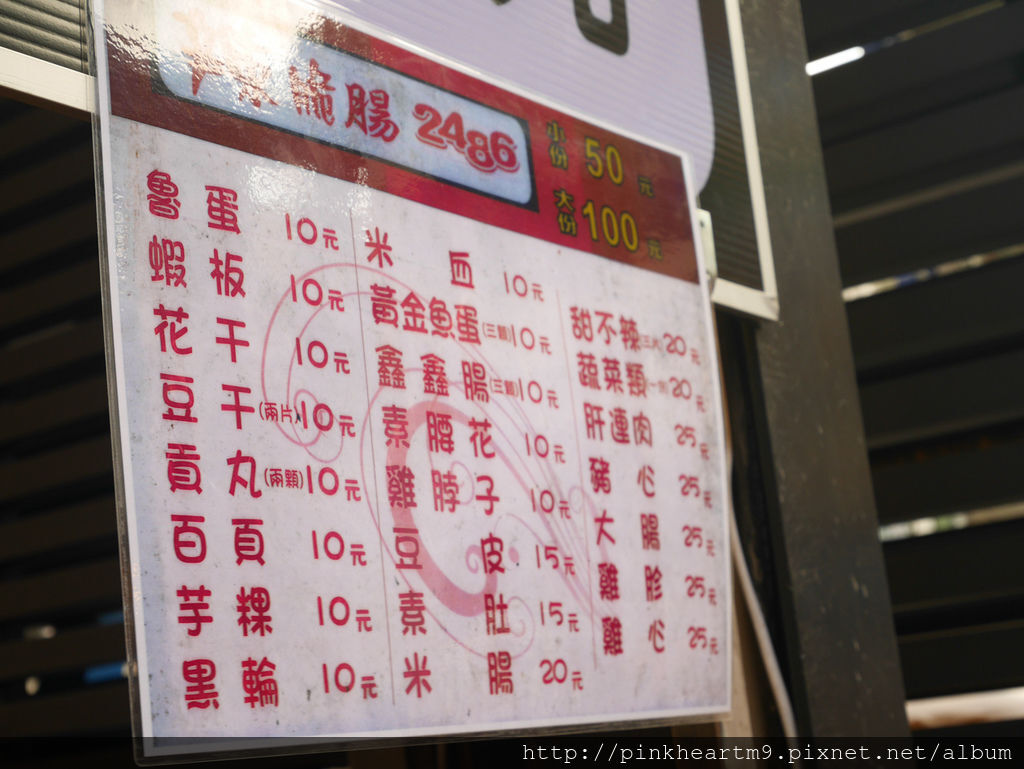 脆腸 2486
小份 50 元
大份 100 元
魯蛋 10元
蝦板 10元
花干 10元
豆干(兩片) 10元
貢丸(兩顆) 10元
百頁 10元
芋粿 10元
黑輪 10元
米血 10元
黃金魚蛋(三顆) 10元
鑫鑫腸(三顆) 10元
素腰花 10元
雞脖子 10元
豆皮 15元
素肚 15元
米腸 20元
甜不辣(三片) 20元
蔬菜類 20元
肝連肉 25元
豬心 25元
大腸 25元
雞胗 25元
雞心 25元
http://pinkheartm9.pixnet.net/album